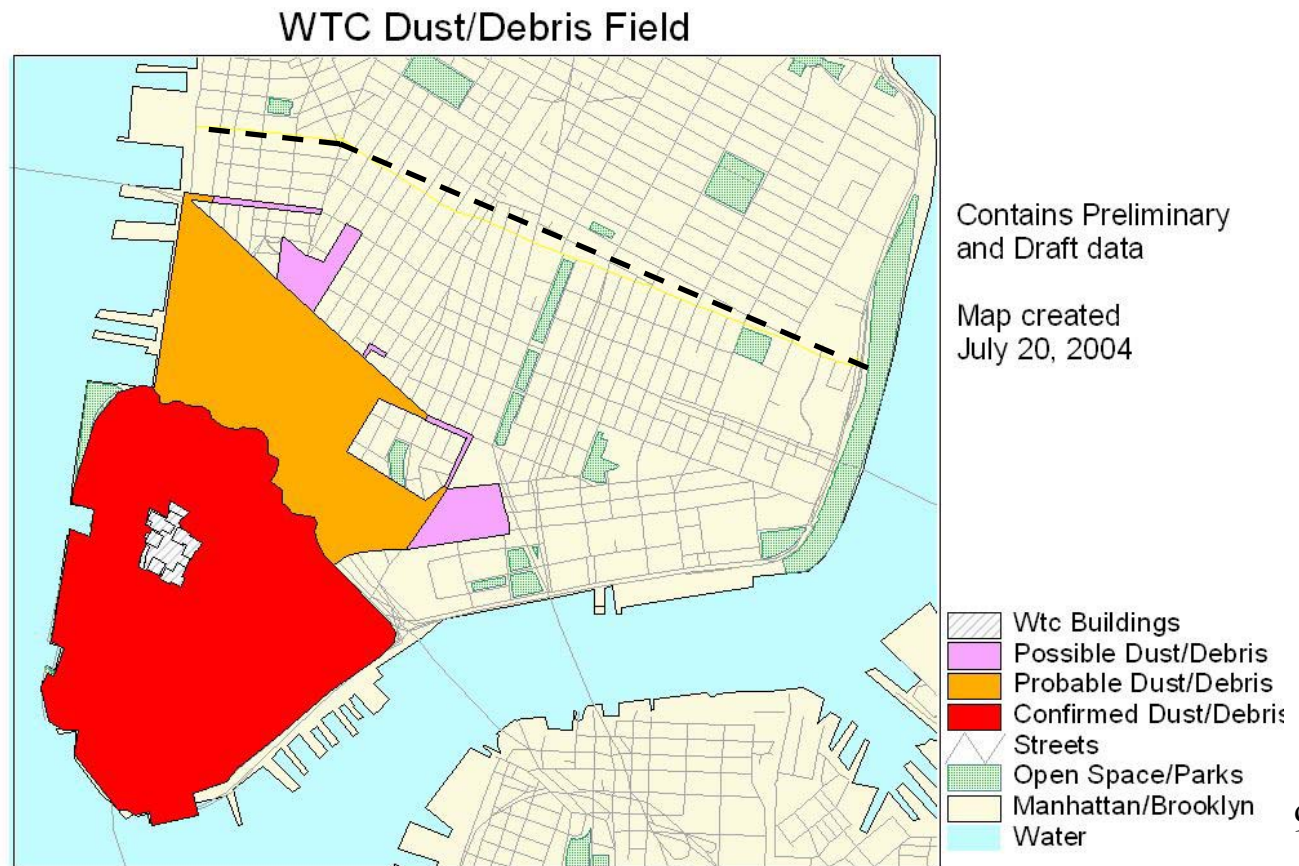 WTC Dust/Debris Field
Contains Preliminary
and Draft data
Map created
July 20, 2004
Wtc Buildings
Possible Dust/Debris
Probable Dust/Debris
Confirmed Dust/Debris
Streets
Open Space/Parks
Manhattan/Brooklyn
Water